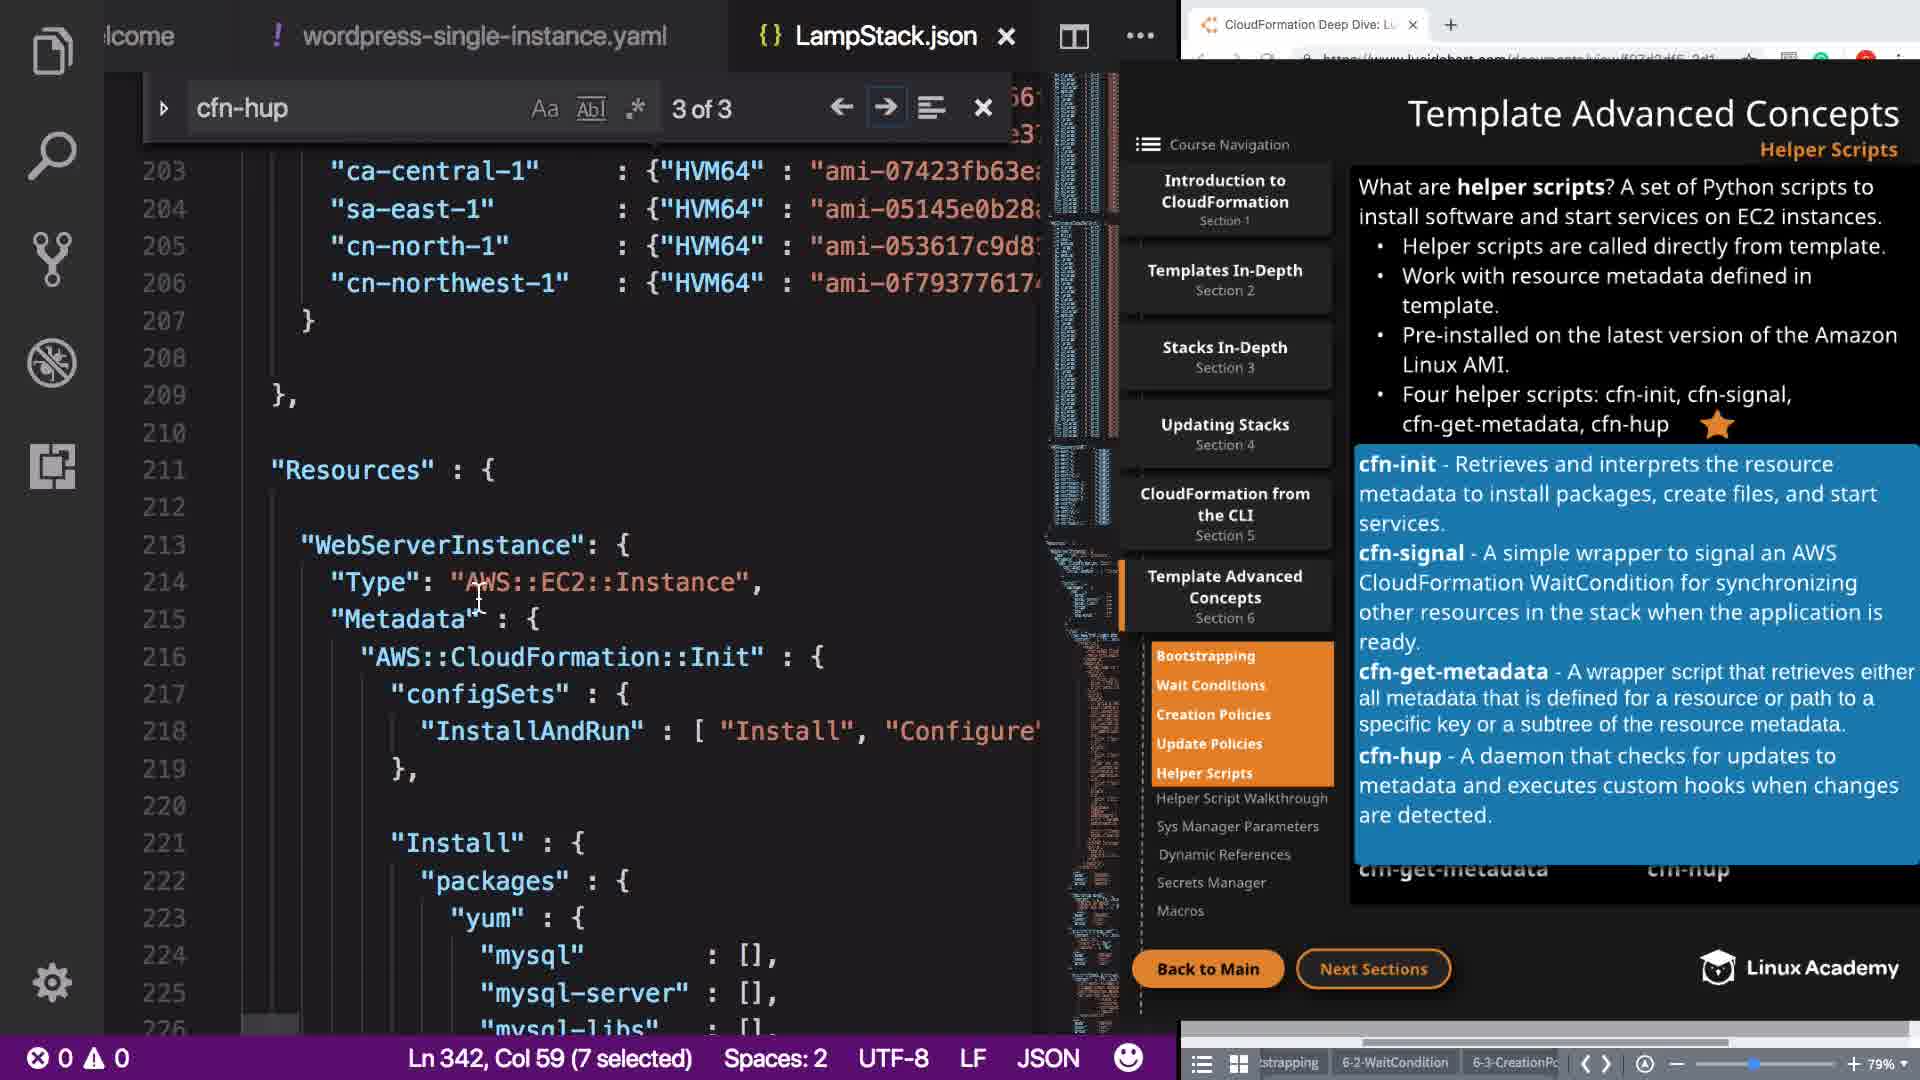 lcome
! wordpress-single-instance.yaml
{} LampStack.json
cfn-hup
Aa Abl .* 3 of 3
203 "ca-central-1" : {"HVM64" : "ami-07423fb63ea
204 "sa-east-1" : {"HVM64" : "ami-05145e0b28a
205 "cn-north-1" : {"HVM64" : "ami-053617c9d8
206 "cn-northwest-1" : {"HVM64" : "ami-0f79377617
207 }
208
209 },
210
211 "Resources" : {
212
213 "WebServerInstance": {
214 "Type": "AWS::EC2::Instance",
215 "Metadata" : {
216 "AWS::CloudFormation::Init" : {
217 "configSets" : {
218 "InstallAndRun" : [ "Install", "Configure"
219 },
220
221 "Install" : {
222 "packages" : {
223 "yum" : {
224 "mysql" : [],
225 "mysql-server" : [],
226 "mysql-libs" : [],
0 0
Ln 342, Col 59 (7 selected)
Spaces: 2
UTF-8
LF
JSON
CloudFormation Deep Dive: Lu
Template Advanced Concepts
Helper Scripts
Course Navigation
Introduction to
CloudFormation
Section 1
Templates In-Depth
Section 2
Stacks In-Depth
Section 3
Updating Stacks
Section 4
CloudFormation from
the CLI
Section 5
Template Advanced
Concepts
Section 6
Bootstrapping
Wait Conditions
Creation Policies
Update Policies
Helper Scripts
Helper Script Walkthrough
Sys Manager Parameters
Dynamic References
Secrets Manager
Macros
Back to Main
Next Sections
What are helper scripts? A set of Python scripts to
install software and start services on EC2 instances.
• Helper scripts are called directly from template.
• Work with resource metadata defined in
template.
• Pre-installed on the latest version of the Amazon
Linux AMI.
• Four helper scripts: cfn-init, cfn-signal,
cfn-get-metadata, cfn-hup
cfn-init - Retrieves and interprets the resource
metadata to install packages, create files, and start
services.
cfn-signal - A simple wrapper to signal an AWS
CloudFormation WaitCondition for synchronizing
other resources in the stack when the application is
ready.
cfn-get-metadata - A wrapper script that retrieves either
all metadata that is defined for a resource or path to a
specific key or a subtree of the resource metadata.
cfn-hup - A daemon that checks for updates to
metadata and executes custom hooks when changes
are detected.
cfn-get-metadata cfn-hup
Linux Academy
strapping
6-2-WaitCondition
6-3-CreationPo
79%